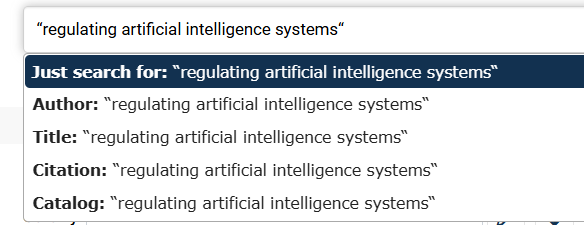 “regulating artificial intelligence systems“
Just search for: “regulating artificial intelligence systems“
Author: “regulating artificial intelligence systems“
Title: “regulating artificial intelligence systems“
Citation: “regulating artificial intelligence systems“
Catalog: “regulating artificial intelligence systems“